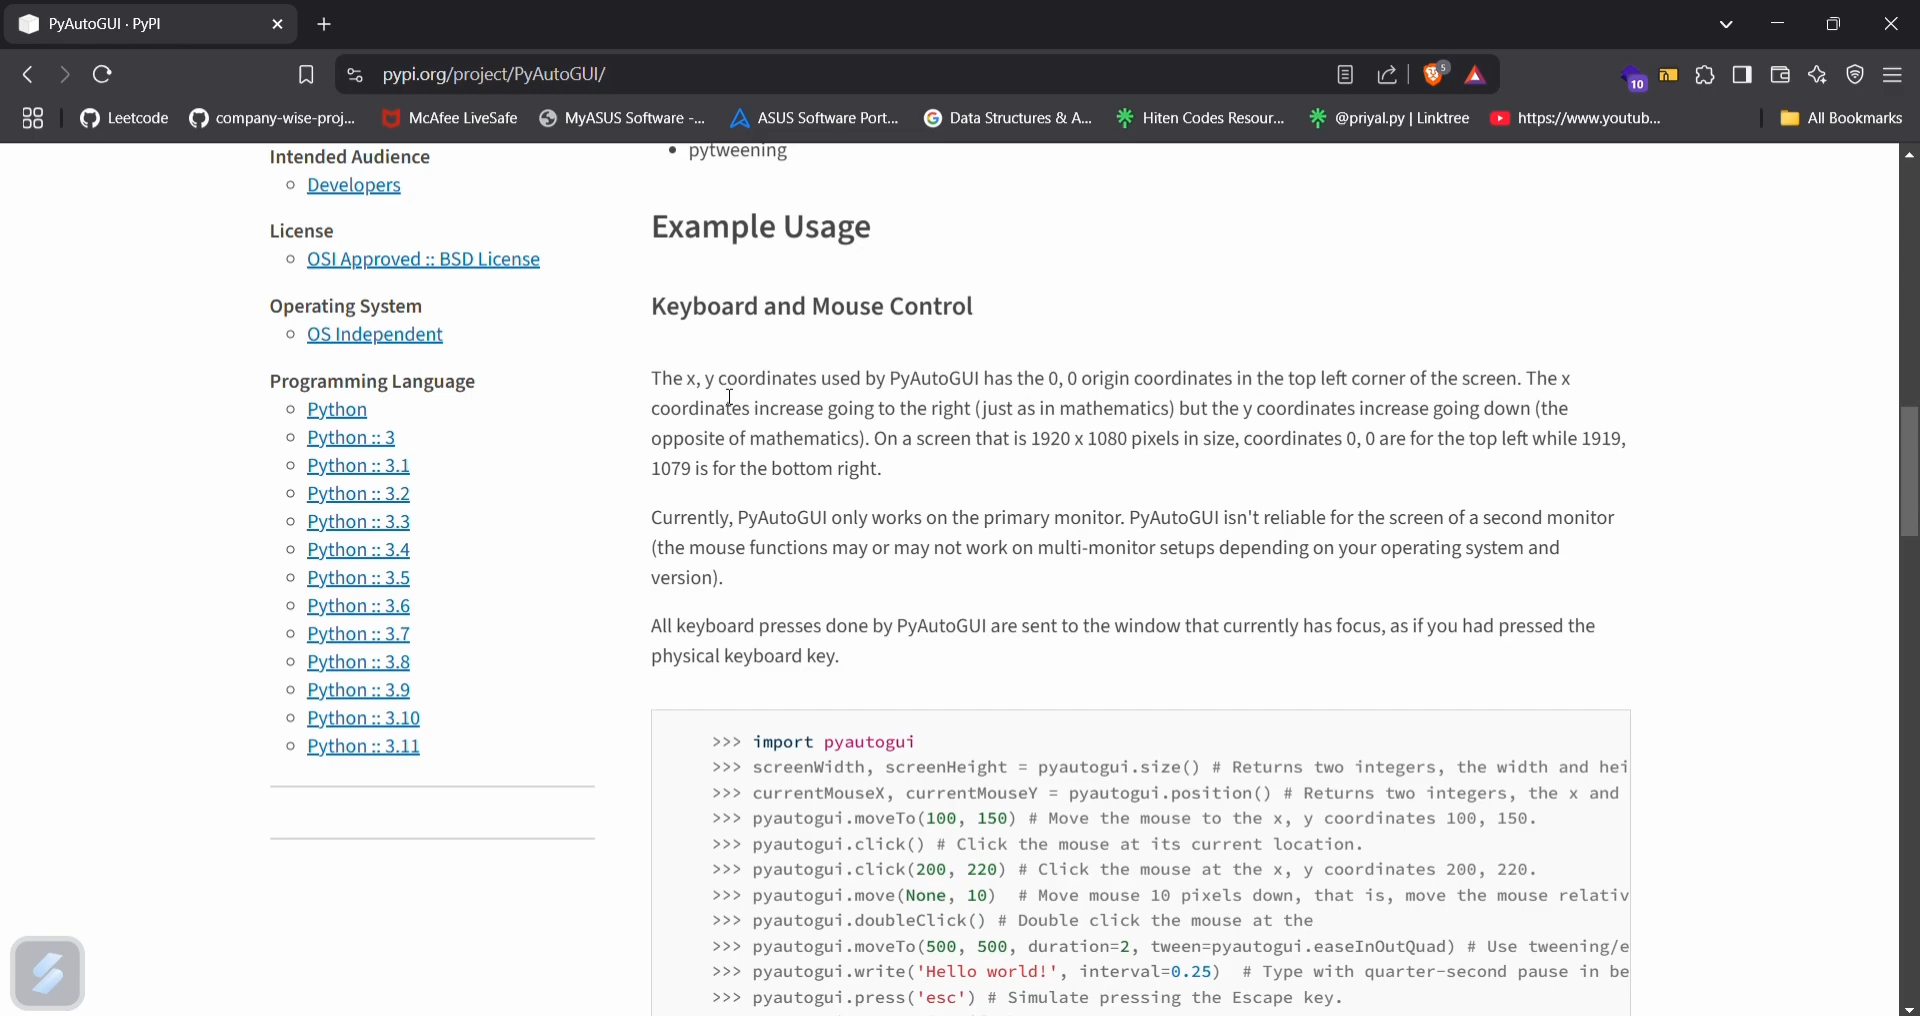 PyAutoGUI · PyPI
pypi.org/project/PyAutoGUI/
5
10
Leetcode
company-wise-proj...
McAfee LiveSafe
MyASUS Software -...
ASUS Software Port...
Data Structures & A...
Hiten Codes Resour...
@priyal.py | Linktree
https://www.youtub...
All Bookmarks
Intended Audience
Developers
License
OSI Approved :: BSD License
Operating System
OS Independent
Programming Language
Python
Python :: 3
Python :: 3.1
Python :: 3.2
Python :: 3.3
Python :: 3.4
Python :: 3.5
Python :: 3.6
Python :: 3.7
Python :: 3.8
Python :: 3.9
Python :: 3.10
Python :: 3.11
pytweening
Example Usage
Keyboard and Mouse Control
The x, y coordinates used by PyAutoGUI has the 0, 0 origin coordinates in the top left corner of the screen. The x
coordinates increase going to the right (just as in mathematics) but the y coordinates increase going down (the
opposite of mathematics). On a screen that is 1920 x 1080 pixels in size, coordinates 0, 0 are for the top left while 1919,
1079 is for the bottom right.
Currently, PyAutoGUI only works on the primary monitor. PyAutoGUI isn't reliable for the screen of a second monitor
(the mouse functions may or may not work on multi-monitor setups depending on your operating system and
version).
All keyboard presses done by PyAutoGUI are sent to the window that currently has focus, as if you had pressed the
physical keyboard key.
>>> import pyautogui
>>> screenWidth, screenHeight = pyautogui.size() # Returns two integers, the width and hei
>>> currentMouseX, currentMouseY = pyautogui.position() # Returns two integers, the x and
>>> pyautogui.moveTo(100, 150) # Move the mouse to the x, y coordinates 100, 150.
>>> pyautogui.click() # Click the mouse at its current location.
>>> pyautogui.click(200, 220) # Click the mouse at the x, y coordinates 200, 220.
>>> pyautogui.move(None, 10)  # Move mouse 10 pixels down, that is, move the mouse relativ
>>> pyautogui.doubleClick() # Double click the mouse at the
>>> pyautogui.moveTo(500, 500, duration=2, tween=pyautogui.easeInOutQuad) # Use tweening/e
>>> pyautogui.write('Hello world!', interval=0.25)  # Type with quarter-second pause in be
>>> pyautogui.press('esc') # Simulate pressing the Escape key.